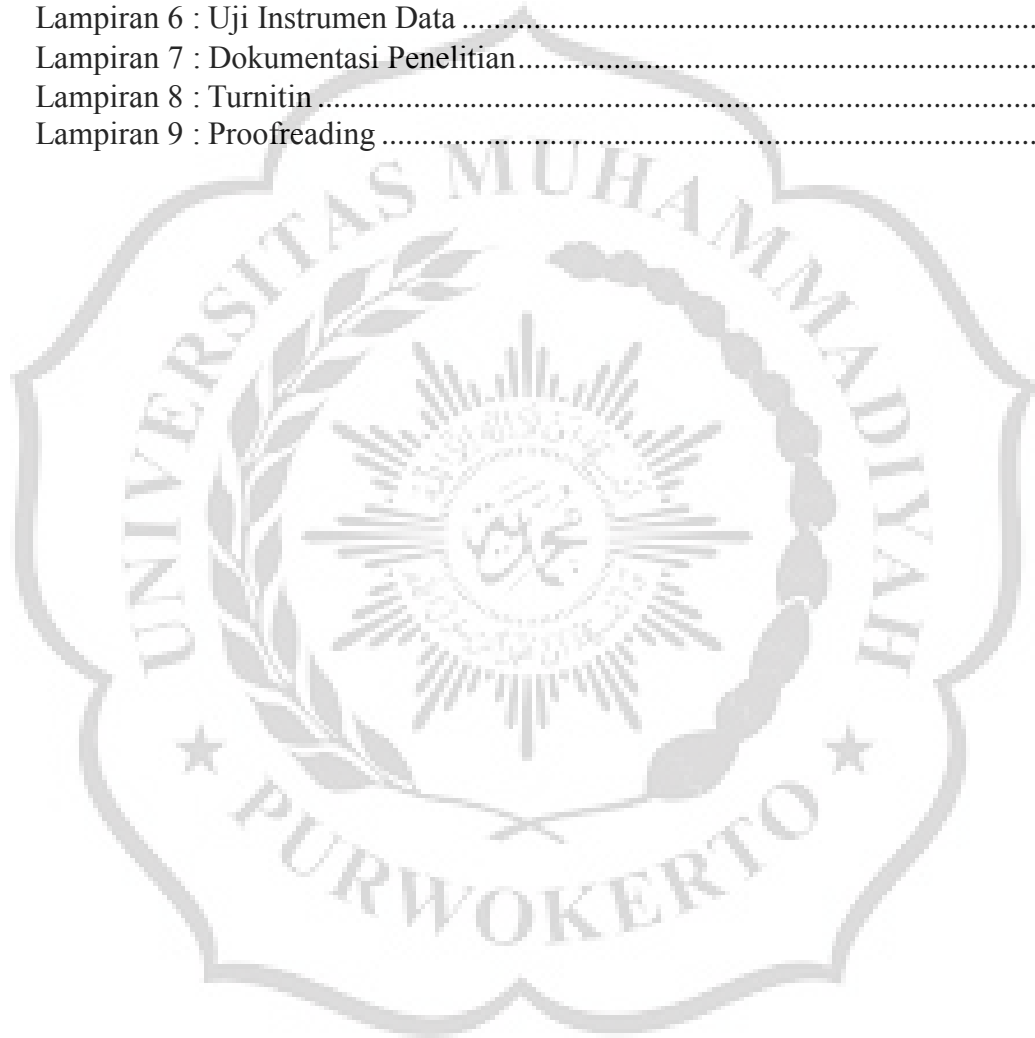 Lampiran 6 : Uji Instrumen Data ....................................................................
Lampiran 7 : Dokumentasi Penelitian.............................................................
Lampiran 8 : Turnitin .....................................................................................
Lampiran 9 : Proofreading ..............................................................................
UNIVERSITAS MUHAMMADIYAH
PURWOKERTO